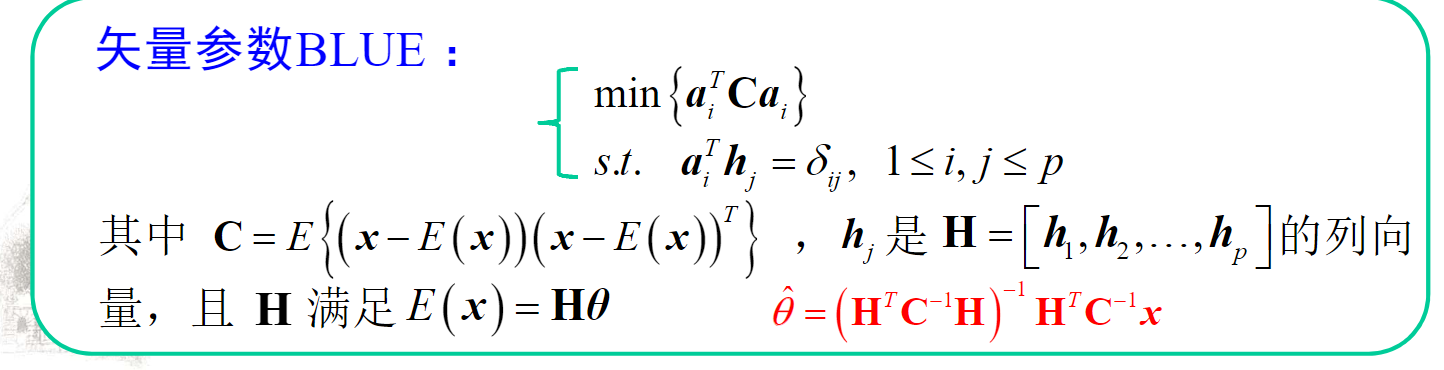 矢量参数BLUE：
min{a_i^T C a_i}
s.t. a_i^T h_j = δ_ij, 1 ≤ i, j ≤ p
其中 C = E{(x − E(x))(x − E(x))^T}，h_j 是 H = [h_1, h_2, …, h_p]的列向
量，且 H 满足 E(x) = Hθ θ̂ = (H^T C^−1 H)^−1 H^T C^−1 x